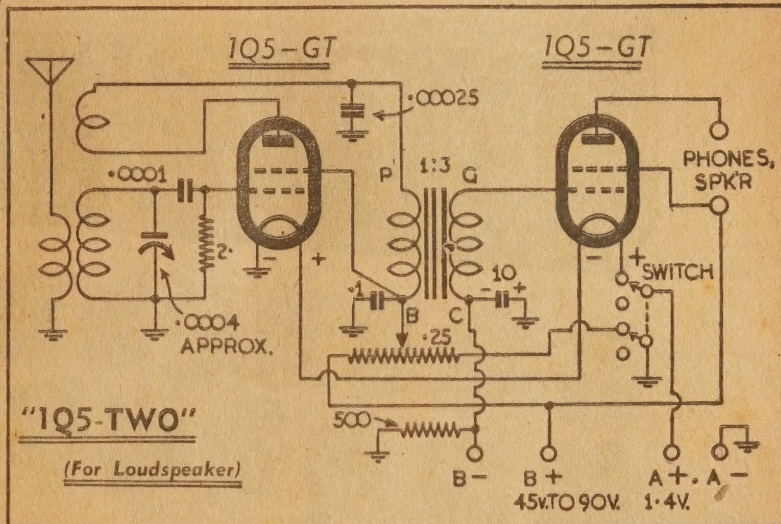 1Q5-GT
1Q5-GT
.00025
.0001
P
1:3
G
PHONES,
SPK'R
2.
-
+
-
+
SWITCH
.1
B
C
- 10 +
.0004
APPROX.
.25
"1Q5-TWO"
(For Loudspeaker)
500
B-
B+
A+.
A-
45V.TO 90V.
1.4V.